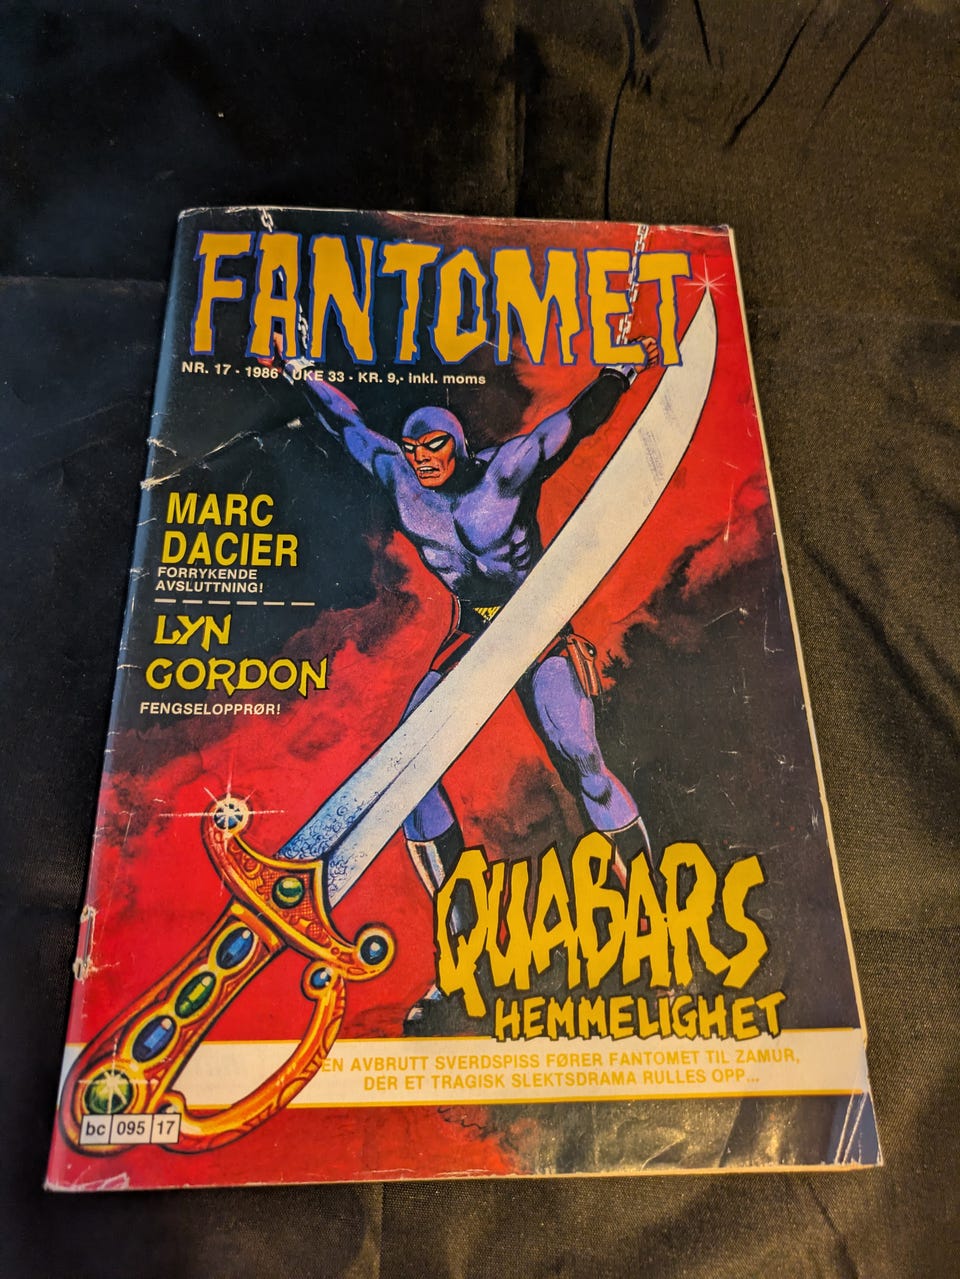 FANTOMET
NR. 17 - 1986 UKE 33 - KR. 9,- inkl. moms
MARC
DACIER
FORRYKENDE
AVSLUTTNING!
LYN
GORDON
FENGSELOPPRØR!
QUABARS
HEMMELIGHET
EN AVBRUTT SVERDSPISS FØRER FANTOMET TIL ZAMUR,
DER ET TRAGISK SLEKTSDRAMA RULLES OPP...
bc 095 17